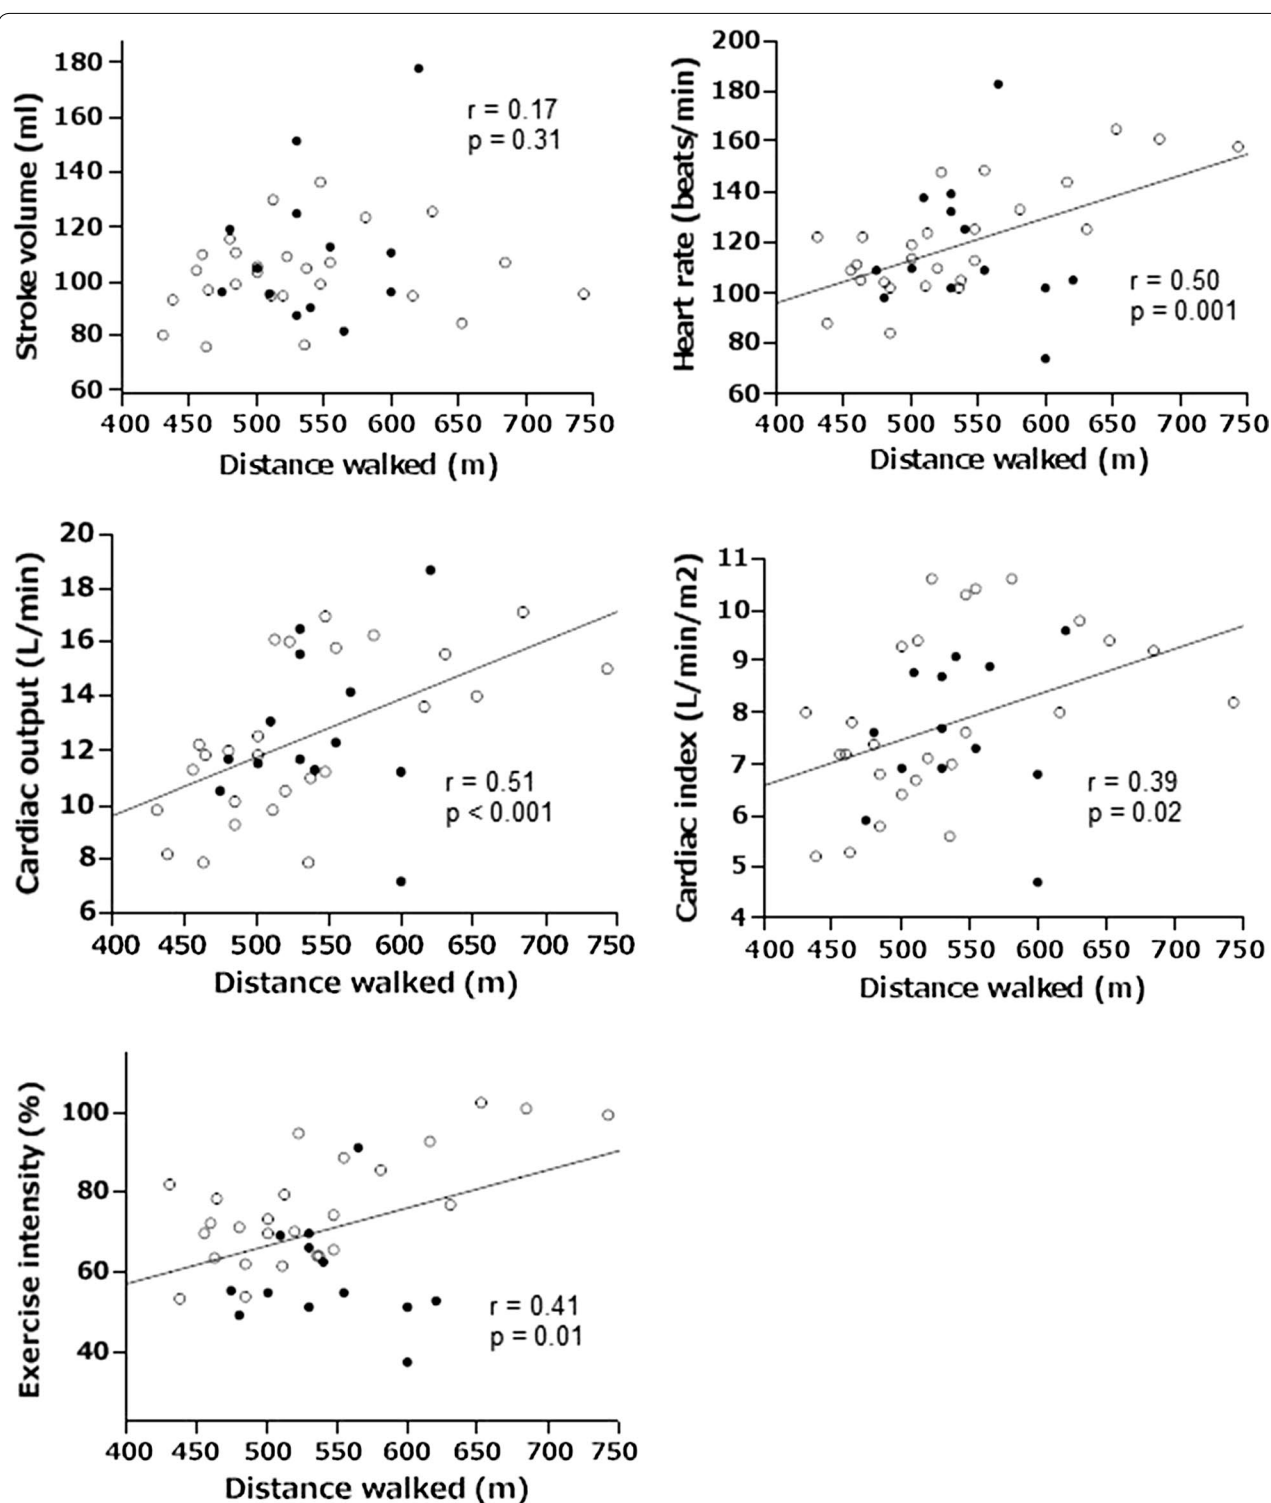 Stroke volume (ml)
180
160
140
120
100
80
60
r = 0.17
p = 0.31
400 450 500 550 600 650 700 750
Distance walked (m)
Heart rate (beats/min)
200
180
160
140
120
100
80
60
r = 0.50
p = 0.001
400 450 500 550 600 650 700 750
Distance walked (m)
Cardiac output (L/min)
20
18
16
14
12
10
8
6
r = 0.51
p < 0.001
400 450 500 550 600 650 700 750
Distance walked (m)
Cardiac index (L/min/m2)
11
10
9
8
7
6
5
4
r = 0.39
p = 0.02
400 450 500 550 600 650 700 750
Distance walked (m)
Exercise intensity (%)
100
80
60
40
r = 0.41
p = 0.01
400 450 500 550 600 650 700 750
Distance walked (m)